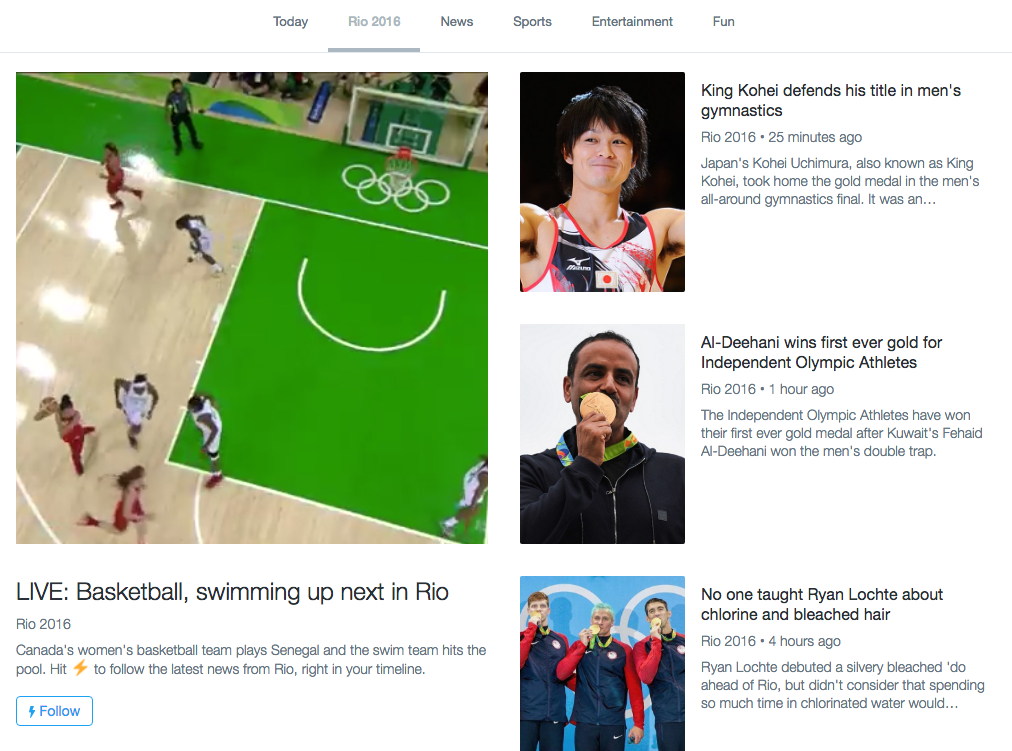 Today
Rio 2016
News
Sports
Entertainment
Fun
LIVE: Basketball, swimming up next in Rio
Rio 2016
Canada's women's basketball team plays Senegal and the swim team hits the
pool. Hit ⚡ to follow the latest news from Rio, right in your timeline.
Follow
King Kohei defends his title in men's
gymnastics
Rio 2016 • 25 minutes ago
Japan's Kohei Uchimura, also known as King
Kohei, took home the gold medal in the men's
all-around gymnastics final. It was an…
MIZUNO
Al-Deehani wins first ever gold for
Independent Olympic Athletes
Rio 2016 • 1 hour ago
The Independent Olympic Athletes have won
their first ever gold medal after Kuwait's Fehaid
Al-Deehani won the men's double trap.
No one taught Ryan Lochte about
chlorine and bleached hair
Rio 2016 • 4 hours ago
Ryan Lochte debuted a silvery bleached 'do
ahead of Rio, but didn't consider that spending
so much time in chlorinated water would…